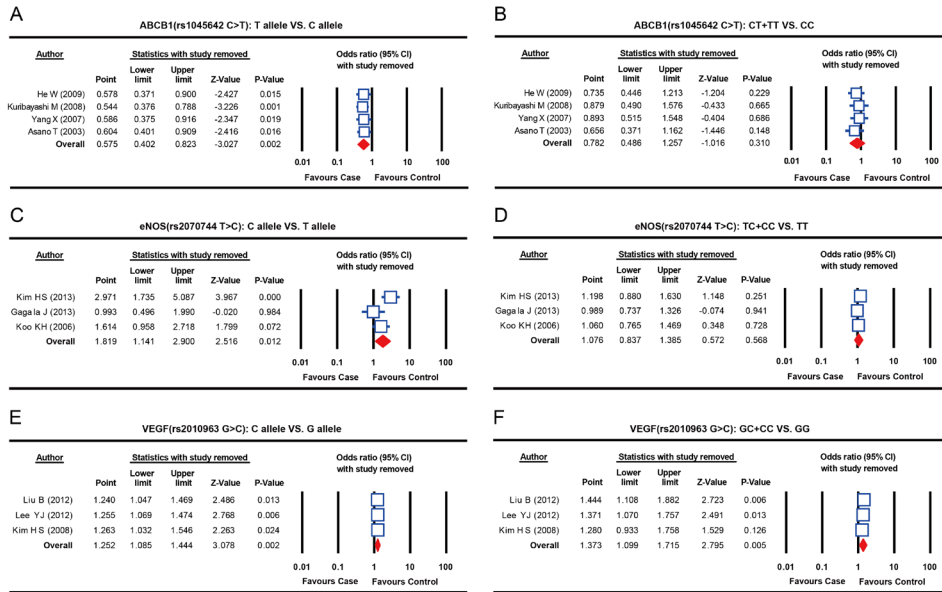 A
ABCB1(rs1045642 C>T): T allele VS. C allele
Author Statistics with study removed Odds ratio (95% CI)
with study removed
Lower Upper
Point limit limit Z-Value P-Value
He W (2009) 0.578 0.371 0.900 -2.427 0.015
Kuribayashi M (2008) 0.544 0.376 0.788 -3.226 0.001
Yang X (2007) 0.586 0.375 0.916 -2.347 0.019
Asano T (2003) 0.604 0.401 0.909 -2.416 0.016
Overall 0.575 0.402 0.823 -3.027 0.002
0.01 0.1 1 10 100
Favours Case Favours Control
B
ABCB1(rs1045642 C>T): CT+TT VS. CC
Author Statistics with study removed Odds ratio (95% CI)
with study removed
Lower Upper
Point limit limit Z-Value P-Value
He W (2009) 0.735 0.446 1.213 -1.204 0.229
Kuribayashi M (2008) 0.879 0.490 1.576 -0.433 0.665
Yang X (2007) 0.893 0.515 1.548 -0.404 0.686
Asano T (2003) 0.656 0.371 1.162 -1.446 0.148
Overall 0.782 0.486 1.257 -1.016 0.310
0.01 0.1 1 10 100
Favours Case Favours Control
C
eNOS(rs2070744 T>C): C allele VS. T allele
Author Statistics with study removed Odds ratio (95% CI)
with study removed
Lower Upper
Point limit limit Z-Value P-Value
Kim HS (2013) 2.971 1.735 5.087 3.967 0.000
Gagala J (2013) 0.993 0.496 1.990 -0.020 0.984
Koo KH (2006) 1.614 0.958 2.718 1.799 0.072
Overall 1.819 1.141 2.900 2.516 0.012
0.01 0.1 1 10 100
Favours Case Favours Control
D
eNOS(rs2070744 T>C): TC+CC VS. TT
Author Statistics with study removed Odds ratio (95% CI)
with study removed
Lower Upper
Point limit limit Z-Value P-Value
Kim HS (2013) 1.198 0.880 1.630 1.148 0.251
Gagala J (2013) 0.989 0.737 1.326 -0.074 0.941
Koo KH (2006) 1.060 0.765 1.469 0.348 0.728
Overall 1.076 0.837 1.385 0.572 0.568
0.01 0.1 1 10 100
Favours Case Favours Control
E
VEGF(rs2010963 G>C): C allele VS. G allele
Author Statistics with study removed Odds ratio (95% CI)
with study removed
Lower Upper
Point limit limit Z-Value P-Value
Liu B (2012) 1.240 1.047 1.469 2.486 0.013
Lee YJ (2012) 1.255 1.069 1.474 2.768 0.006
Kim HS (2008) 1.263 1.032 1.546 2.263 0.024
Overall 1.252 1.085 1.444 3.078 0.002
0.01 0.1 1 10 100
Favours Case Favours Control
F
VEGF(rs2010963 G>C): GC+CC VS. GG
Author Statistics with study removed Odds ratio (95% CI)
with study removed
Lower Upper
Point limit limit Z-Value P-Value
Liu B (2012) 1.444 1.108 1.882 2.723 0.006
Lee YJ (2012) 1.371 1.070 1.757 2.491 0.013
Kim HS (2008) 1.280 0.933 1.758 1.529 0.126
Overall 1.373 1.099 1.715 2.795 0.005
0.01 0.1 1 10 100
Favours Case Favours Control